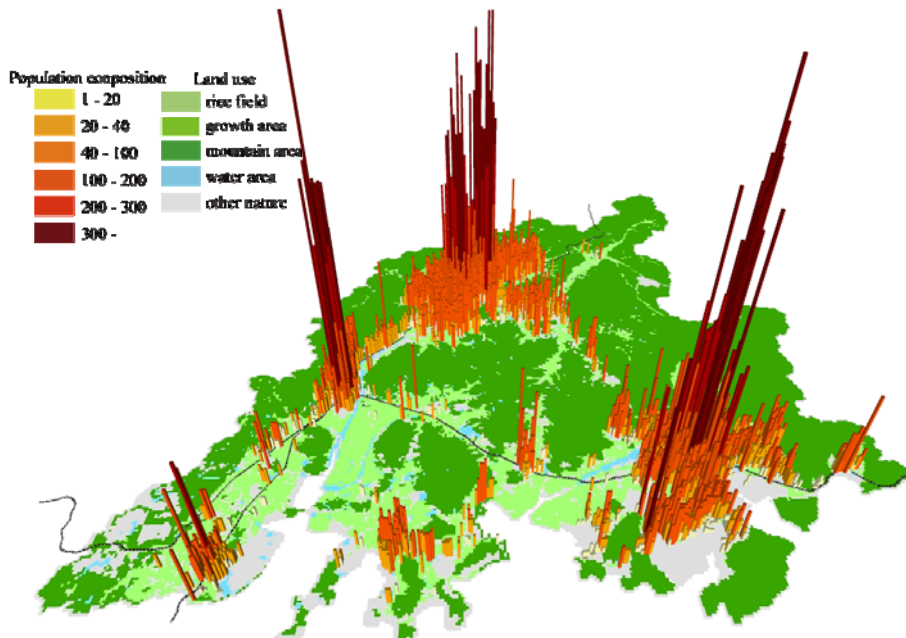 Population composition
1 - 20
20 - 40
40 - 100
100 - 200
200 - 300
300 -
Land use
rice field
growth area
mountain area
water area
other nature